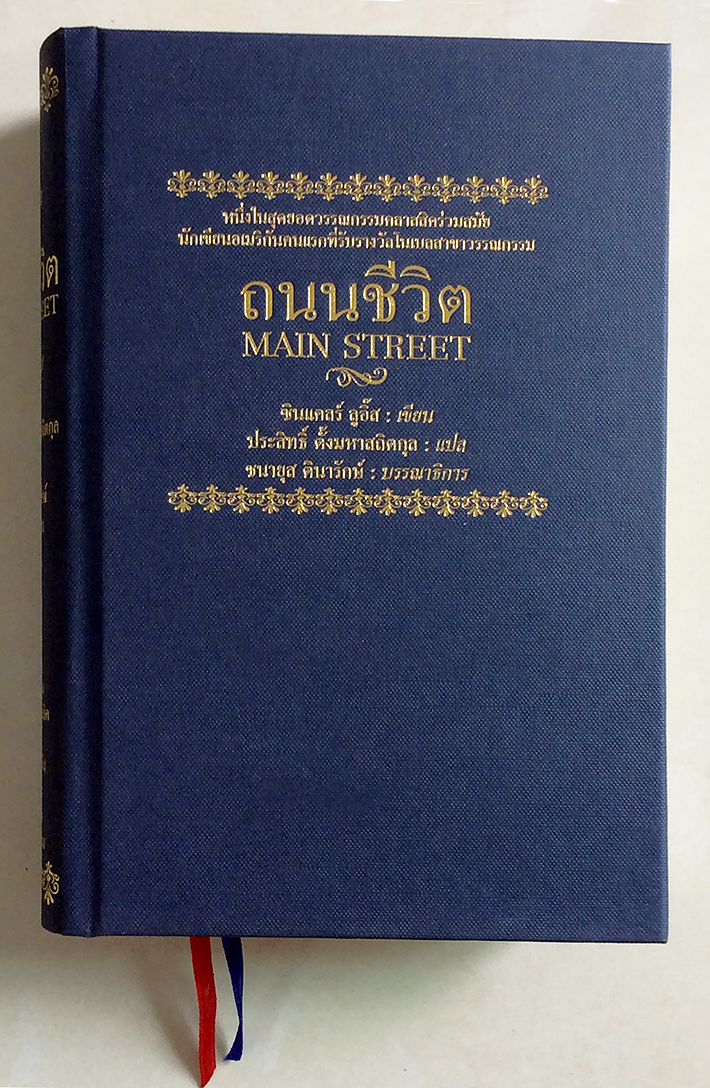 หนึ่งในสุดยอดวรรณกรรมคลาสสิคร่วมสมัย
นักเขียนอเมริกันคนแรกที่รับรางวัลโนเบลสาขาวรรณกรรม
ถนนชีวิต
MAIN STREET
ซินแคลร์ ลูอิ๊ส : เขียน
ประสิทธิ์ ตั้งมหาสถิตกุล : แปล
ชนายุส ตินารักษ์ : บรรณาธิการ